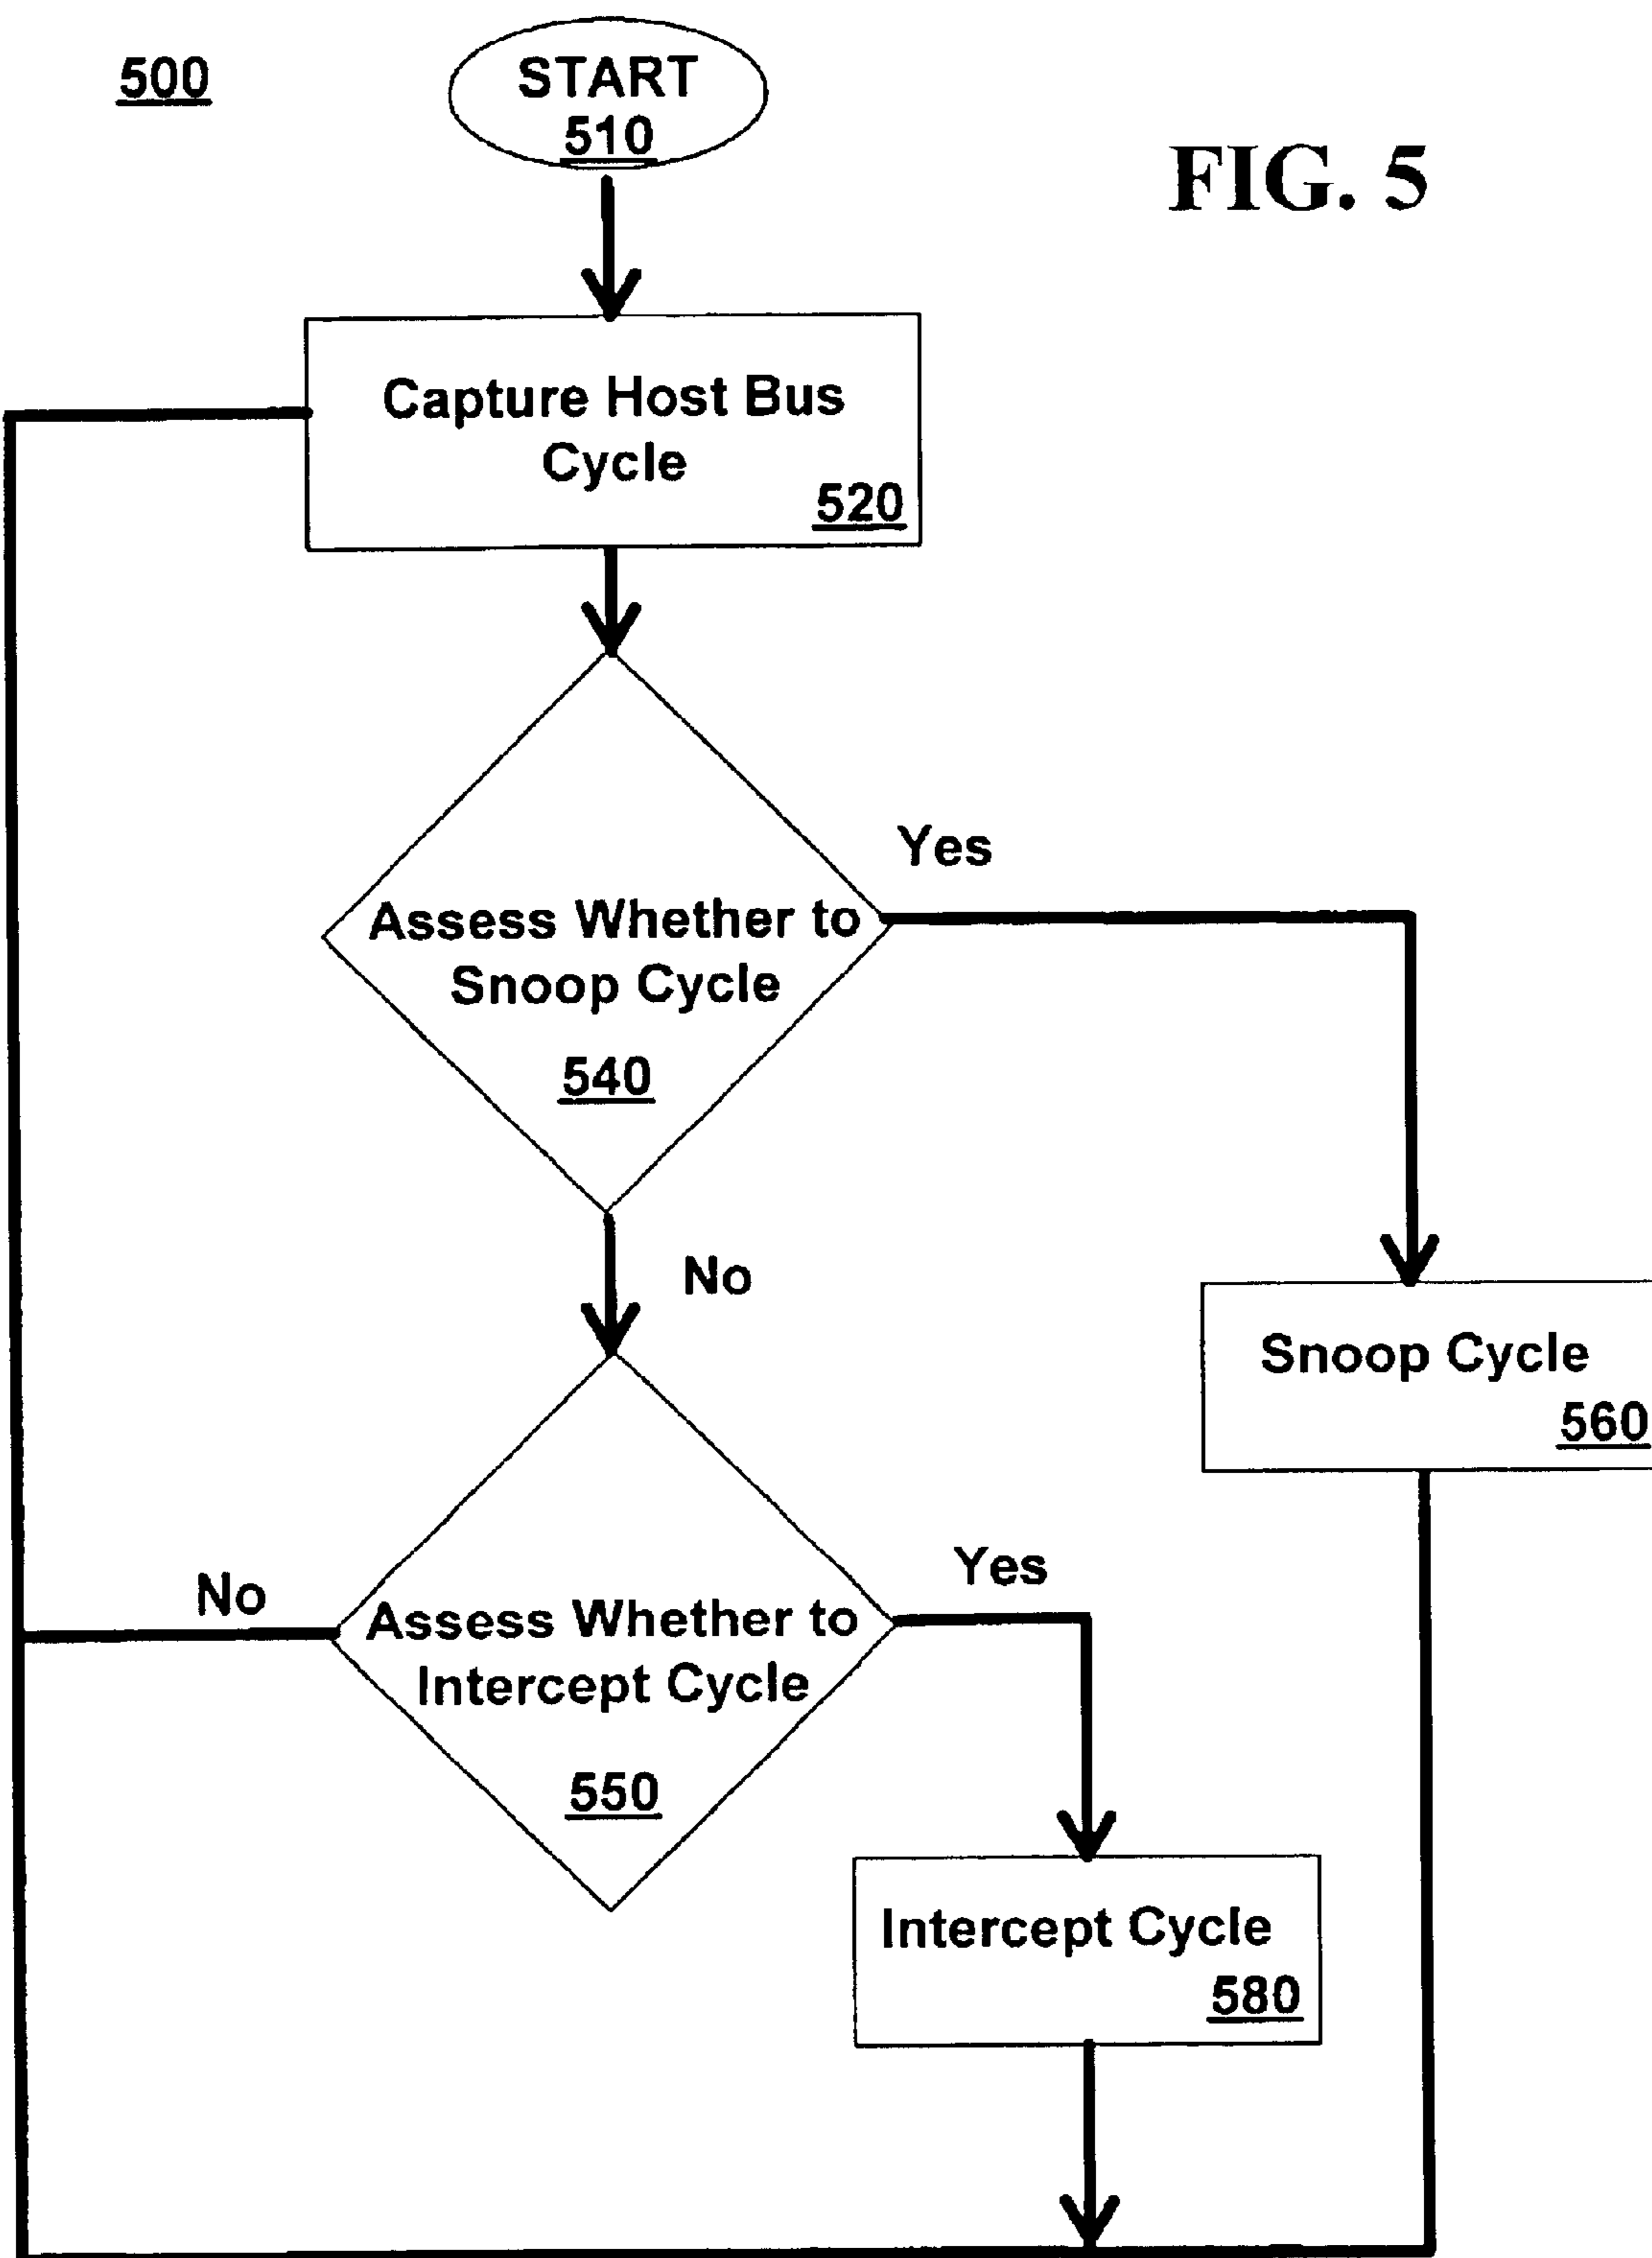 500
START
510
FIG. 5
Capture Host Bus
Cycle
520
Yes
Assess Whether to
Snoop Cycle
540
No
Snoop Cycle
560
No
Yes
Assess Whether to
Intercept Cycle
550
Intercept Cycle
580